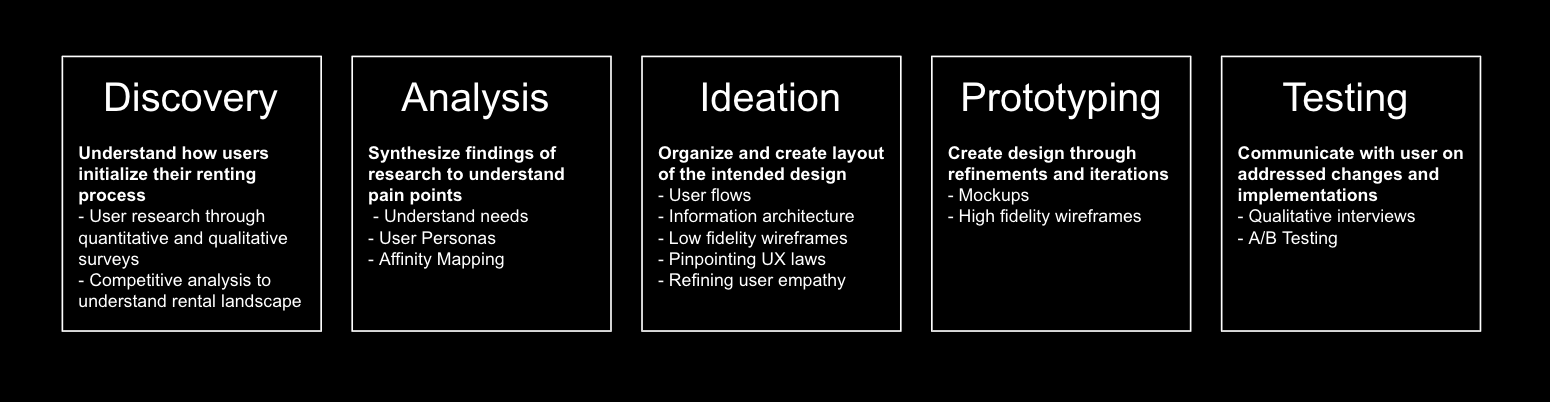 Discovery
Understand how users
initialize their renting
process
- User research through
quantitative and qualitative
surveys
- Competitive analysis to
understand rental landscape
Analysis
Synthesize findings of
research to understand
pain points
- Understand needs
- User Personas
- Affinity Mapping
Ideation
Organize and create layout
of the intended design
- User flows
- Information architecture
- Low fidelity wireframes
- Pinpointing UX laws
- Refining user empathy
Prototyping
Create design through
refinements and iterations
- Mockups
- High fidelity wireframes
Testing
Communicate with user on
addressed changes and
implementations
- Qualitative interviews
- A/B Testing